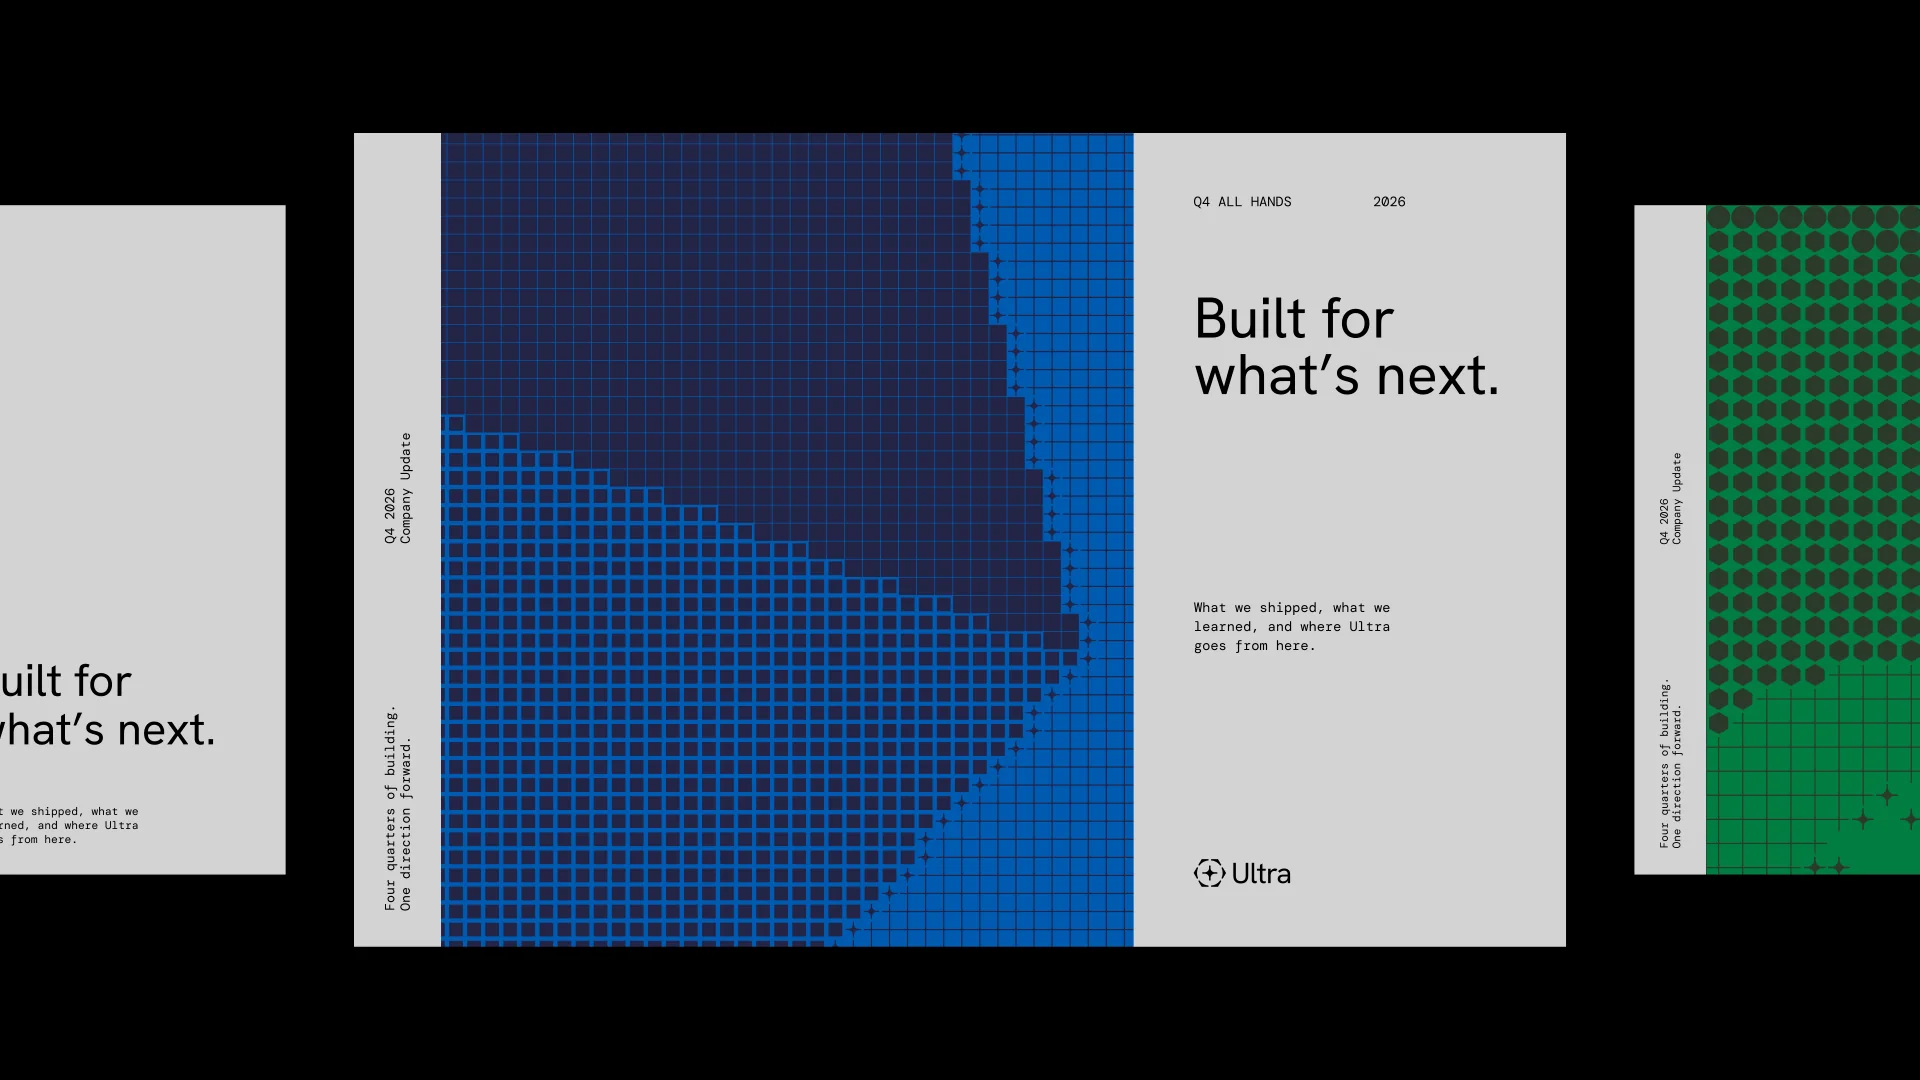 uilt for
what’s next.
t we shipped, what we
rned, and where Ultra
s from here.
Q4 2026
Company Update
Four quarters of building.
One direction forward.
Q4 ALL HANDS 2026
Built for
what’s next.
What we shipped, what we
learned, and where Ultra
goes from here.
Ultra
Q4 2026
Company Update
Four quarters of building.
One direction forward.